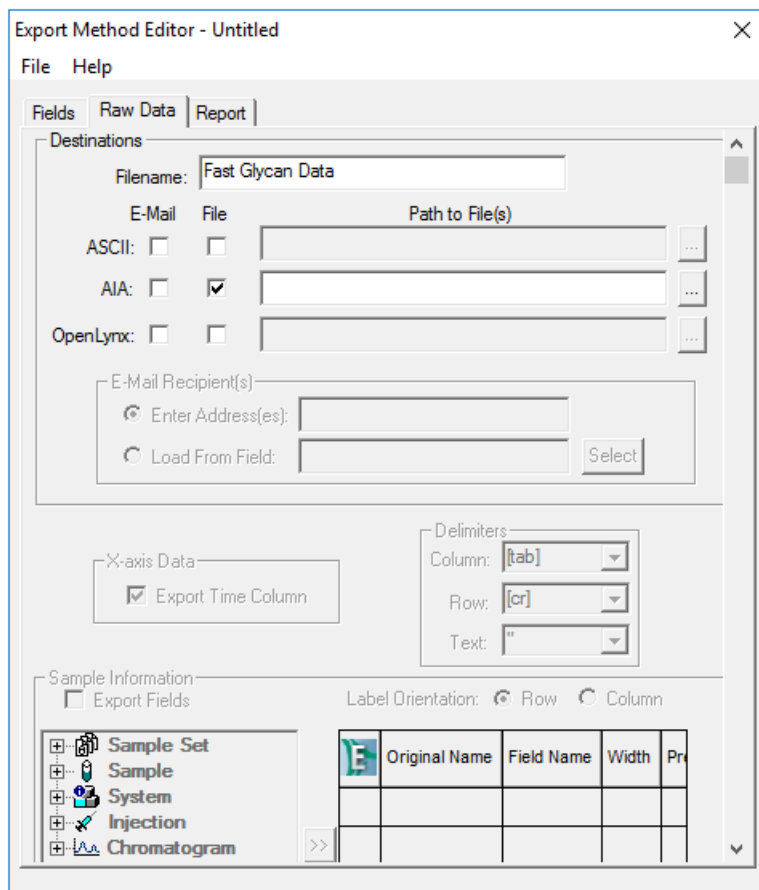 Export Method Editor - Untitled
File Help
Fields Raw Data Report
Destinations
Filename: Fast Glycan Data
E-Mail File Path to File(s)
ASCII: ...
AIA: ...
OpenLynx: ...
E-Mail Recipient(s)
Enter Address(es):
Load From Field: Select
Delimiters
X-axis Data Column: [tab]
Export Time Column Row: [cr]
Text: "
Sample Information
Export Fields Label Orientation: Row Column
Sample Set Original Name Field Name Width Pre
Sample
System
Injection
Chromatogram >>